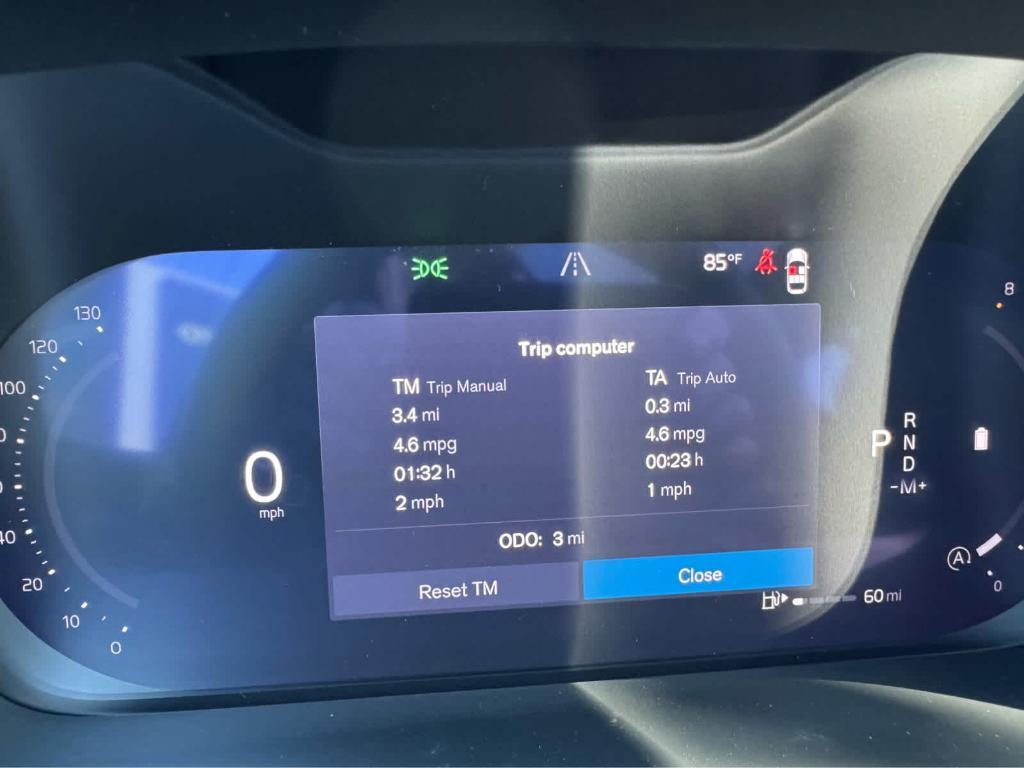 85°F
Trip computer
TM Trip Manual
3.4 mi
4.6 mpg
01:32 h
2 mph
TA Trip Auto
0.3 mi
4.6 mpg
00:23 h
1 mph
ODO: 3 mi
Reset TM
Close
130
120
100
40
20
10
0
0
mph
P
R
N
D
-M+
8
A
0
60 mi